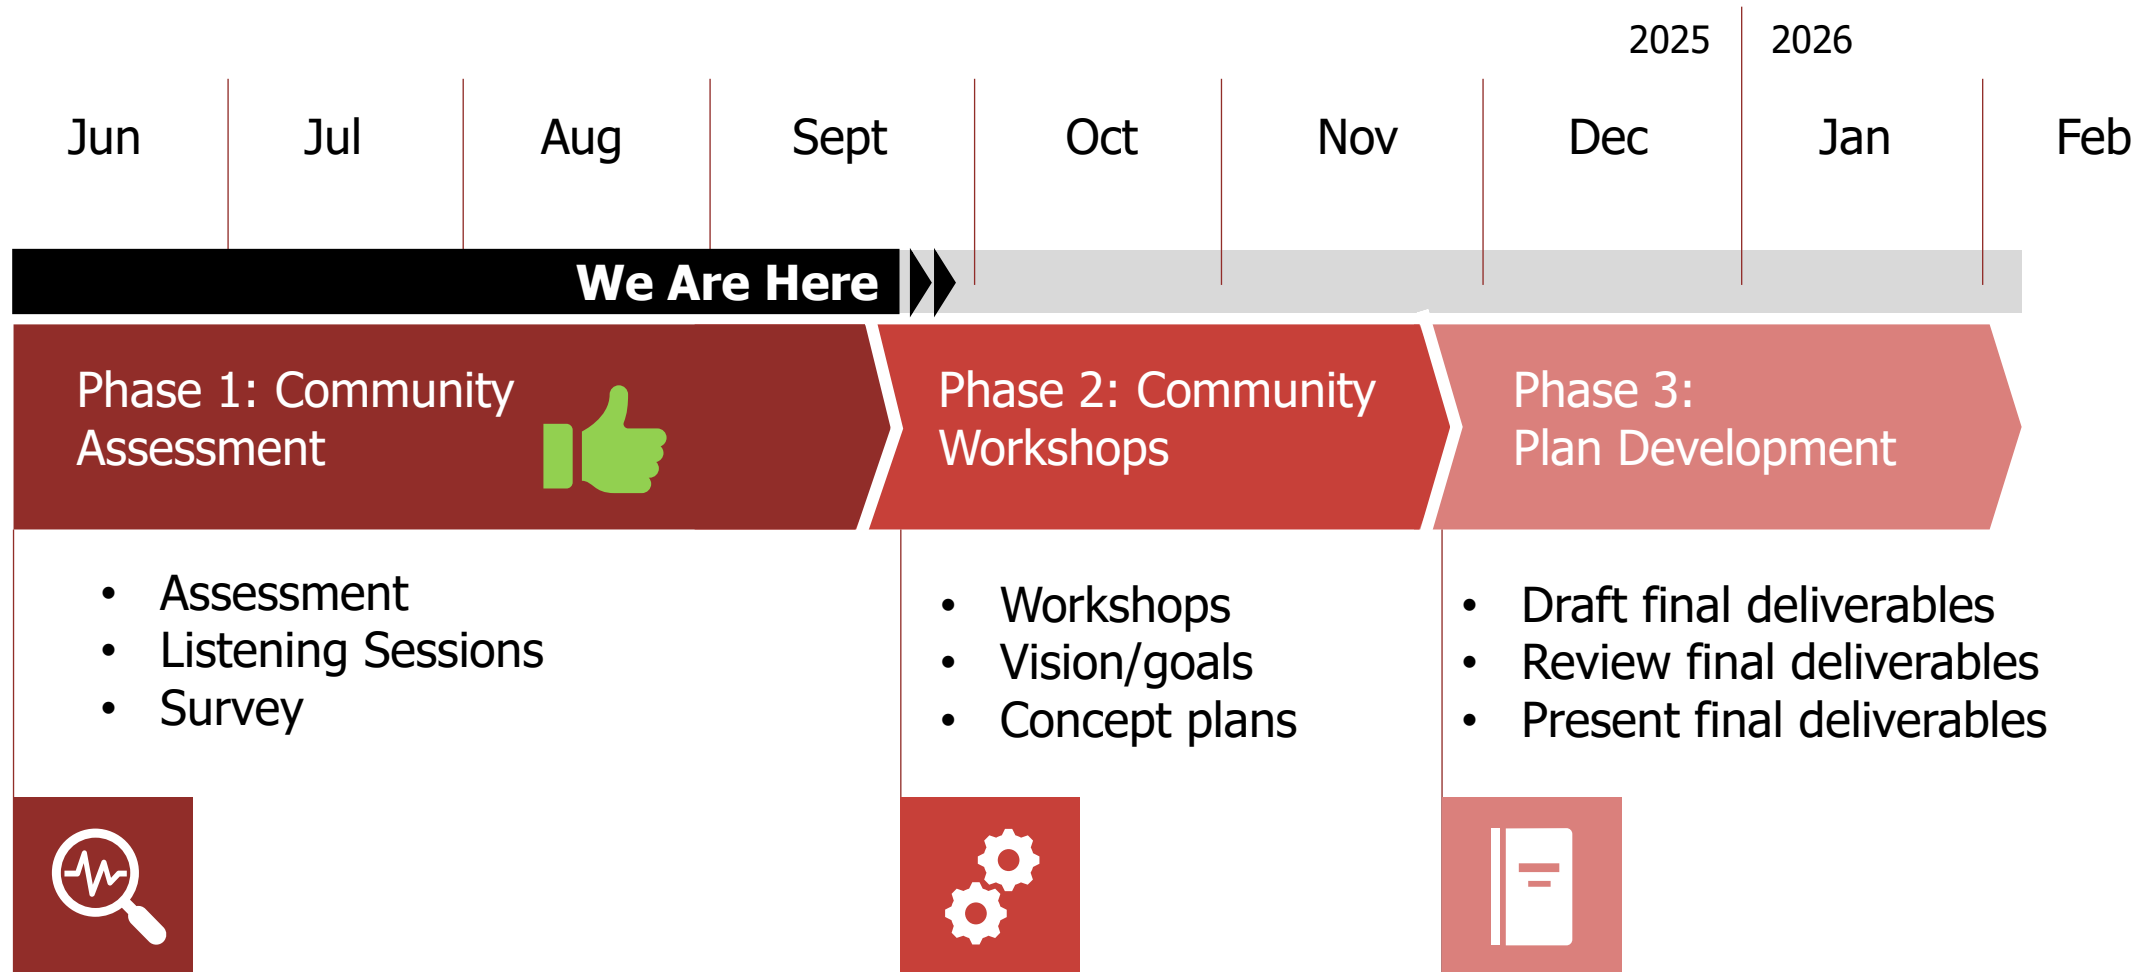 2025 2026
Jun Jul Aug Sept Oct Nov Dec Jan Feb
We Are Here
Phase 1: Community
Assessment
Phase 2: Community
Workshops
Phase 3:
Plan Development
• Assessment
• Listening Sessions
• Survey
• Workshops
• Vision/goals
• Concept plans
• Draft final deliverables
• Review final deliverables
• Present final deliverables